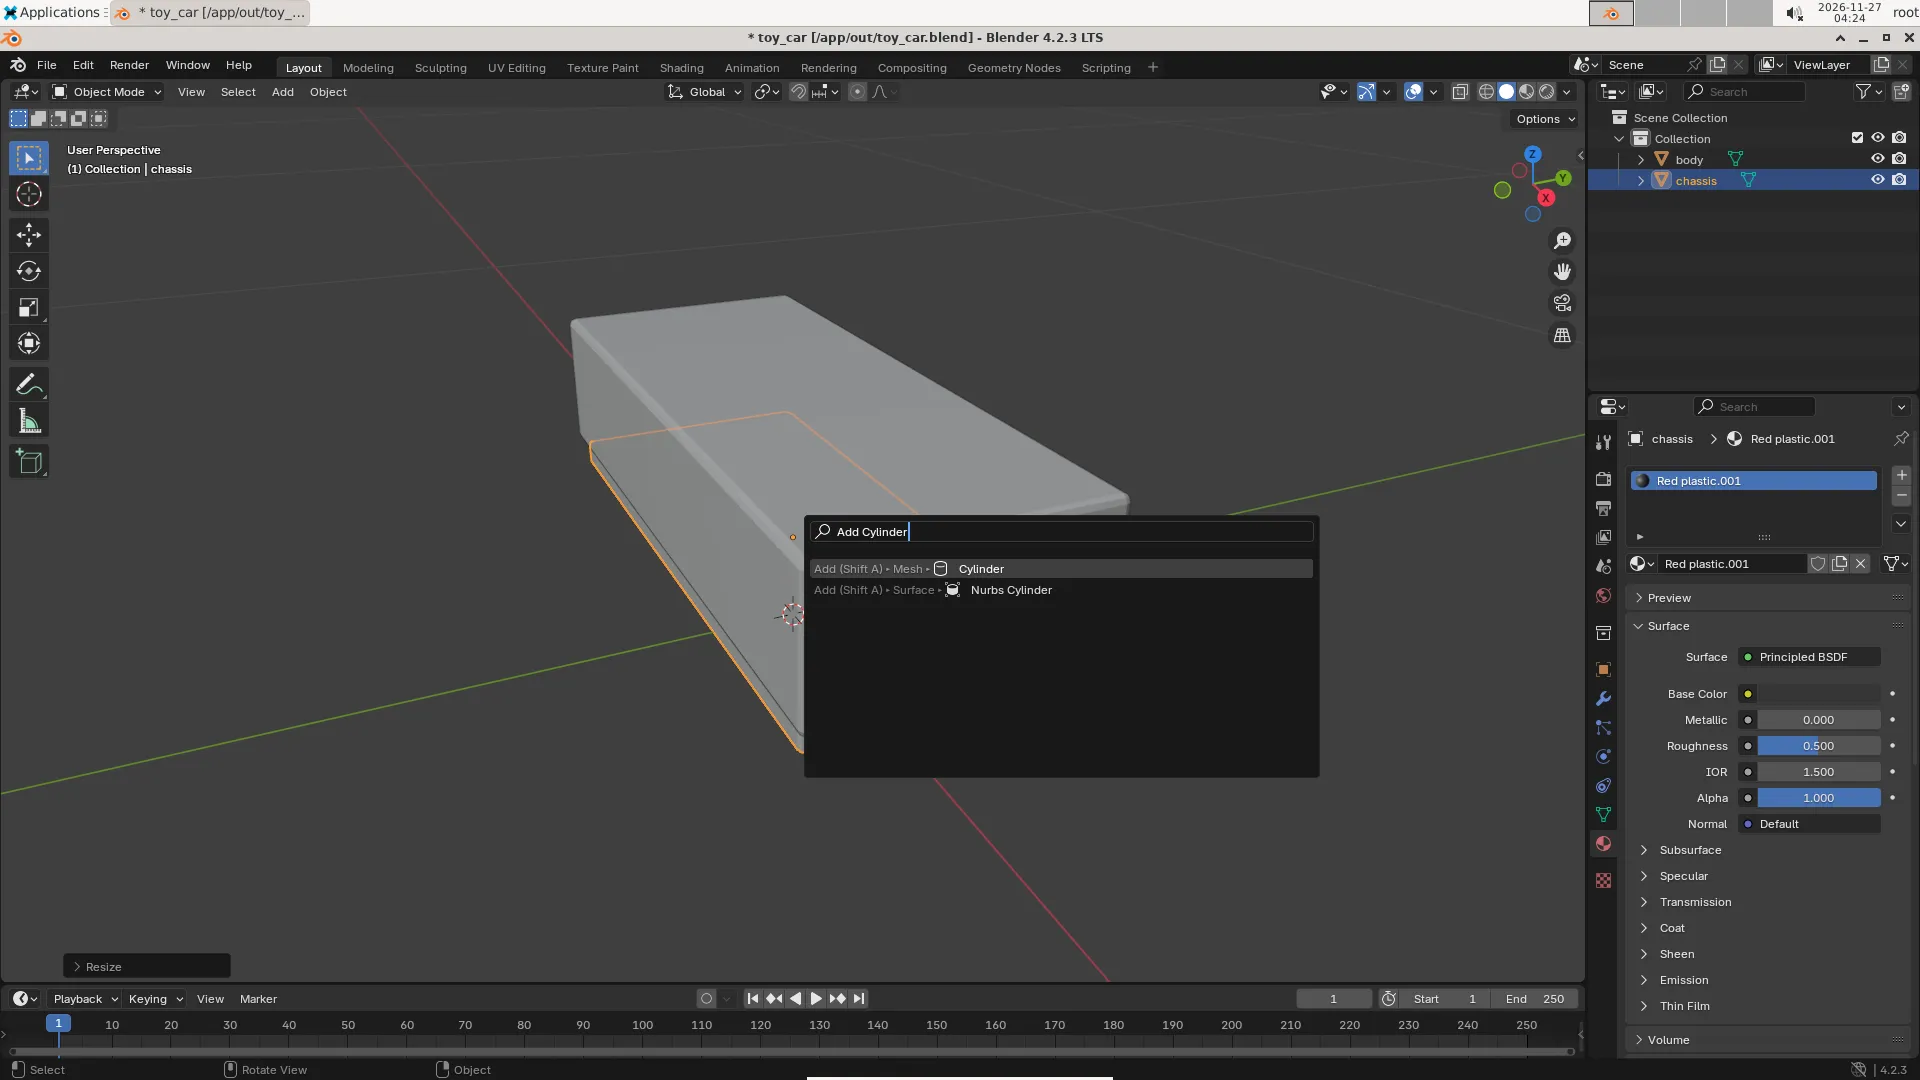 Applications
* toy_car [/app/out/toy_...
2026-11-27
04:24
root
* toy_car [/app/out/toy_car.blend] - Blender 4.2.3 LTS
File Edit Render Window Help
Layout Modeling Sculpting UV Editing Texture Paint Shading Animation Rendering Compositing Geometry Nodes Scripting
Scene
ViewLayer
Object Mode View Select Add Object
Global
Search
Options
User Perspective
(1) Collection | chassis
Z
Y
X
Scene Collection
Collection
body
chassis
Search
chassis
Red plastic.001
Red plastic.001
Red plastic.001
Preview
Surface
Surface Principled BSDF
Base Color
Metallic 0.000
Roughness 0.500
IOR 1.500
Alpha 1.000
Normal Default
Subsurface
Specular
Transmission
Coat
Sheen
Emission
Thin Film
Volume
Add Cylinder
Add (Shift A) Mesh Cylinder
Add (Shift A) Surface Nurbs Cylinder
Resize
Playback Keying View Marker
1
Start 1
End 250
1 10 20 30 40 50 60 70 80 90 100 110 120 130 140 150 160 170 180 190 200 210 220 230 240 250
Select
Rotate View
Object
4.2.3